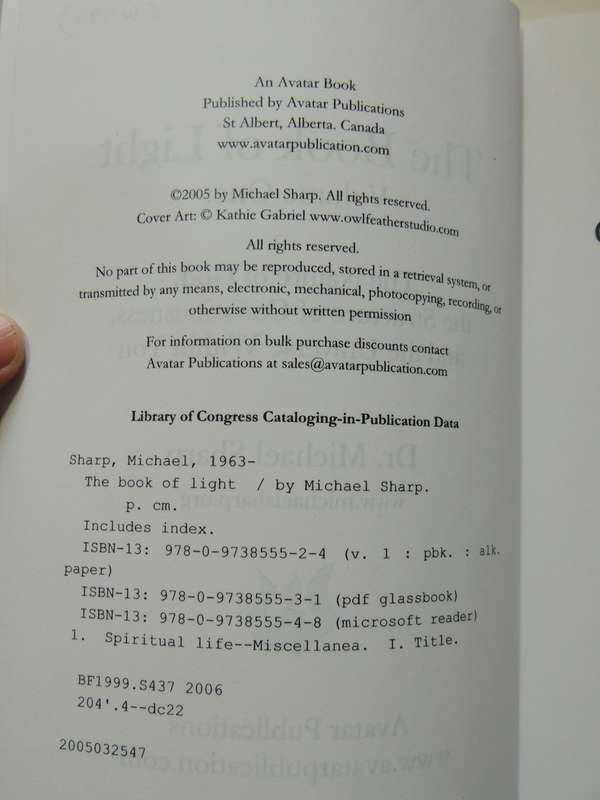 An Avatar Book
Published by Avatar Publications
St Albert, Alberta. Canada
www.avatarpublication.com
©2005 by Michael Sharp. All rights reserved.
Cover Art: © Kathie Gabriel www.owlfeatherstudio.com
All rights reserved.
No part of this book may be reproduced, stored in a retrieval system, or
transmitted by any means, electronic, mechanical, photocopying, recording, or
otherwise without written permission
For information on bulk purchase discounts contact
Avatar Publications at sales@avatarpublication.com
Library of Congress Cataloging-in-Publication Data
Sharp, Michael, 1963-
The book of light / by Michael Sharp.
p. cm.
Includes index.
ISBN-13: 978-0-9738555-2-4 (v. 1 : pbk. : alk.
paper)
ISBN-13: 978-0-9738555-3-1 (pdf glassbook)
ISBN-13: 978-0-9738555-4-8 (microsoft reader)
1. Spiritual life--Miscellanea. I. Title.
BF1999.S437 2006
204'.4--dc22
2005032547